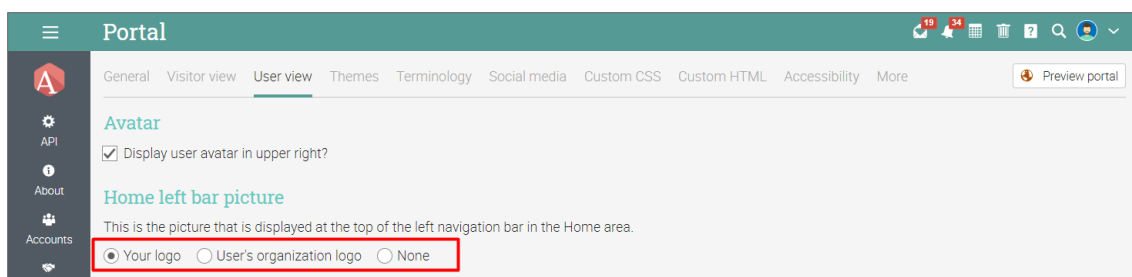 Portal
19
34
General Visitor view User view Themes Terminology Social media Custom CSS Custom HTML Accessibility More
Preview portal
A
API
About
Accounts
Avatar
Display user avatar in upper right?
Home left bar picture
This is the picture that is displayed at the top of the left navigation bar in the Home area.
Your logo User's organization logo None